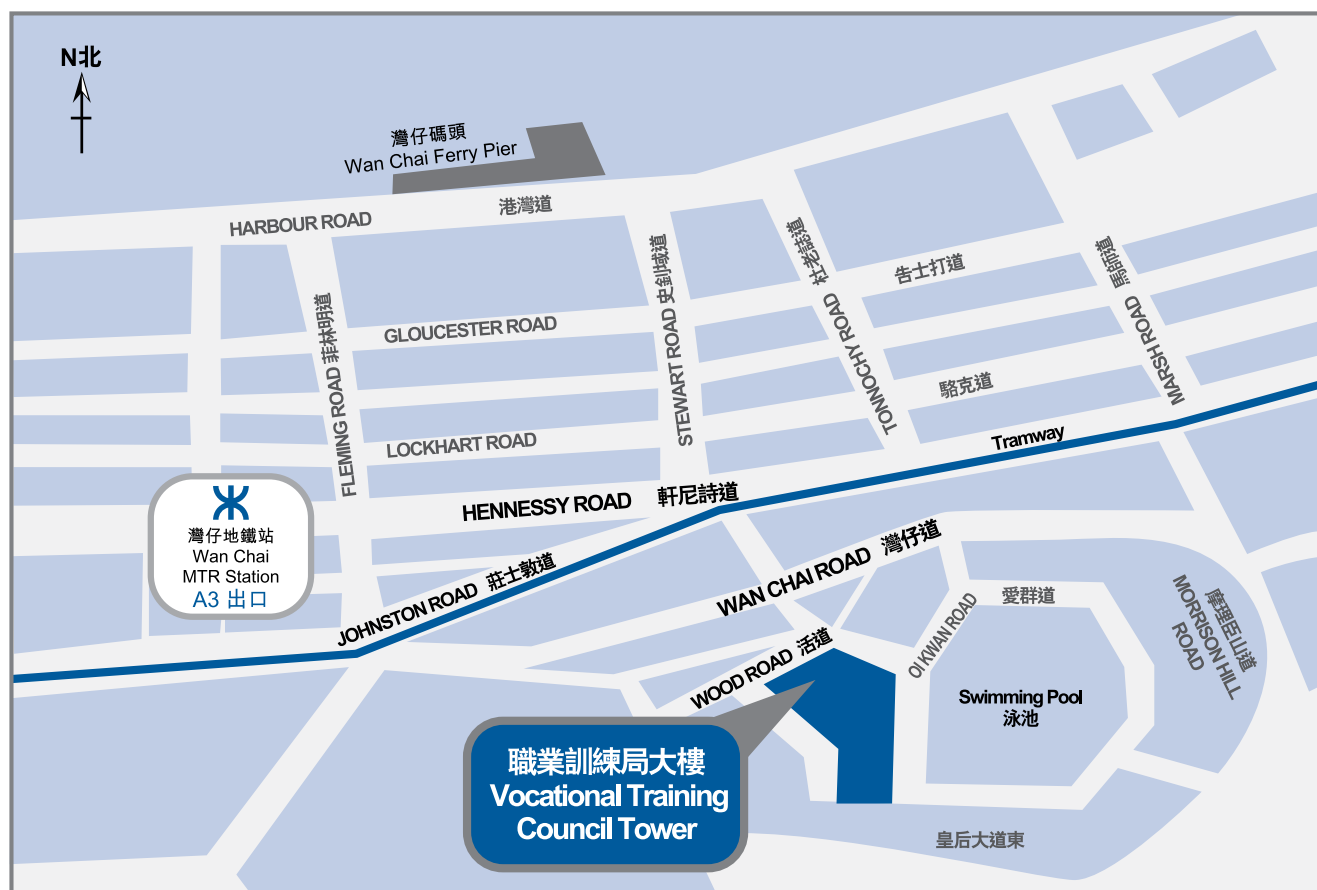 N北
灣仔碼頭
Wan Chai Ferry Pier
HARBOUR ROAD 港灣道
FLEMING ROAD 菲林明道
STEWART ROAD 史釗域道
TONNOCHY ROAD 杜老誌道
MARSH ROAD 馬師道
GLOUCESTER ROAD 告士打道
LOCKHART ROAD 駱克道
Tramway
HENNESSY ROAD 軒尼詩道
灣仔地鐵站
Wan Chai
MTR Station
A3 出口
JOHNSTON ROAD 莊士敦道
WAN CHAI ROAD 灣仔道
WOOD ROAD 活道
OI KWAN ROAD 愛群道
摩理臣山道
MORRISON HILL
ROAD
Swimming Pool
泳池
職業訓練局大樓
Vocational Training
Council Tower
皇后大道東